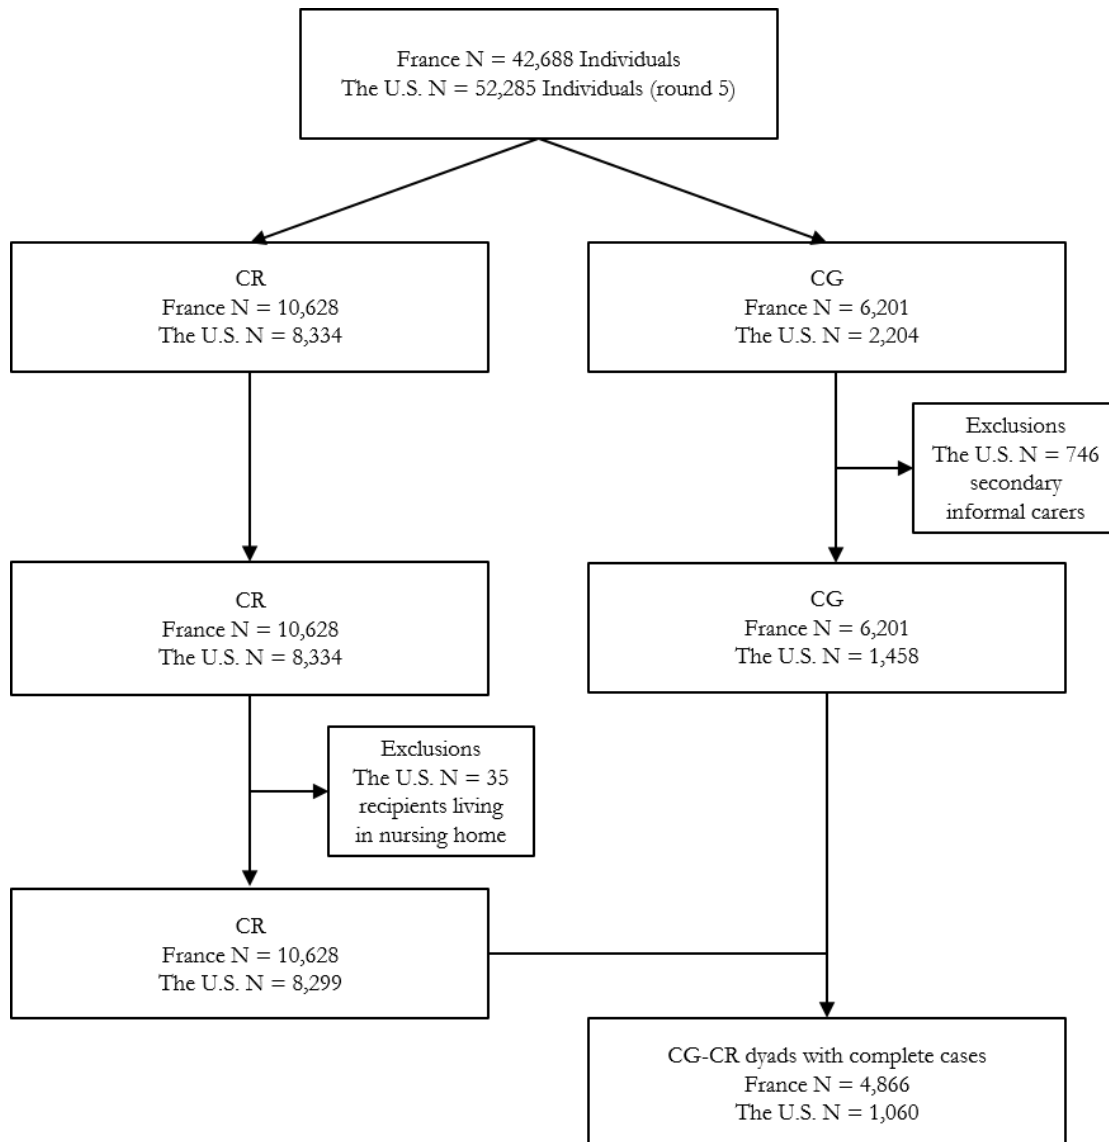 France N = 42,688 Individuals
The U.S. N = 52,285 Individuals (round 5)
CR
France N = 10,628
The U.S. N = 8,334
CG
France N = 6,201
The U.S. N = 2,204
Exclusions
The U.S. N = 746
secondary
informal carers
CR
France N = 10,628
The U.S. N = 8,334
CG
France N = 6,201
The U.S. N = 1,458
Exclusions
The U.S. N = 35
recipients living
in nursing home
CR
France N = 10,628
The U.S. N = 8,299
CG-CR dyads with complete cases
France N = 4,866
The U.S. N = 1,060